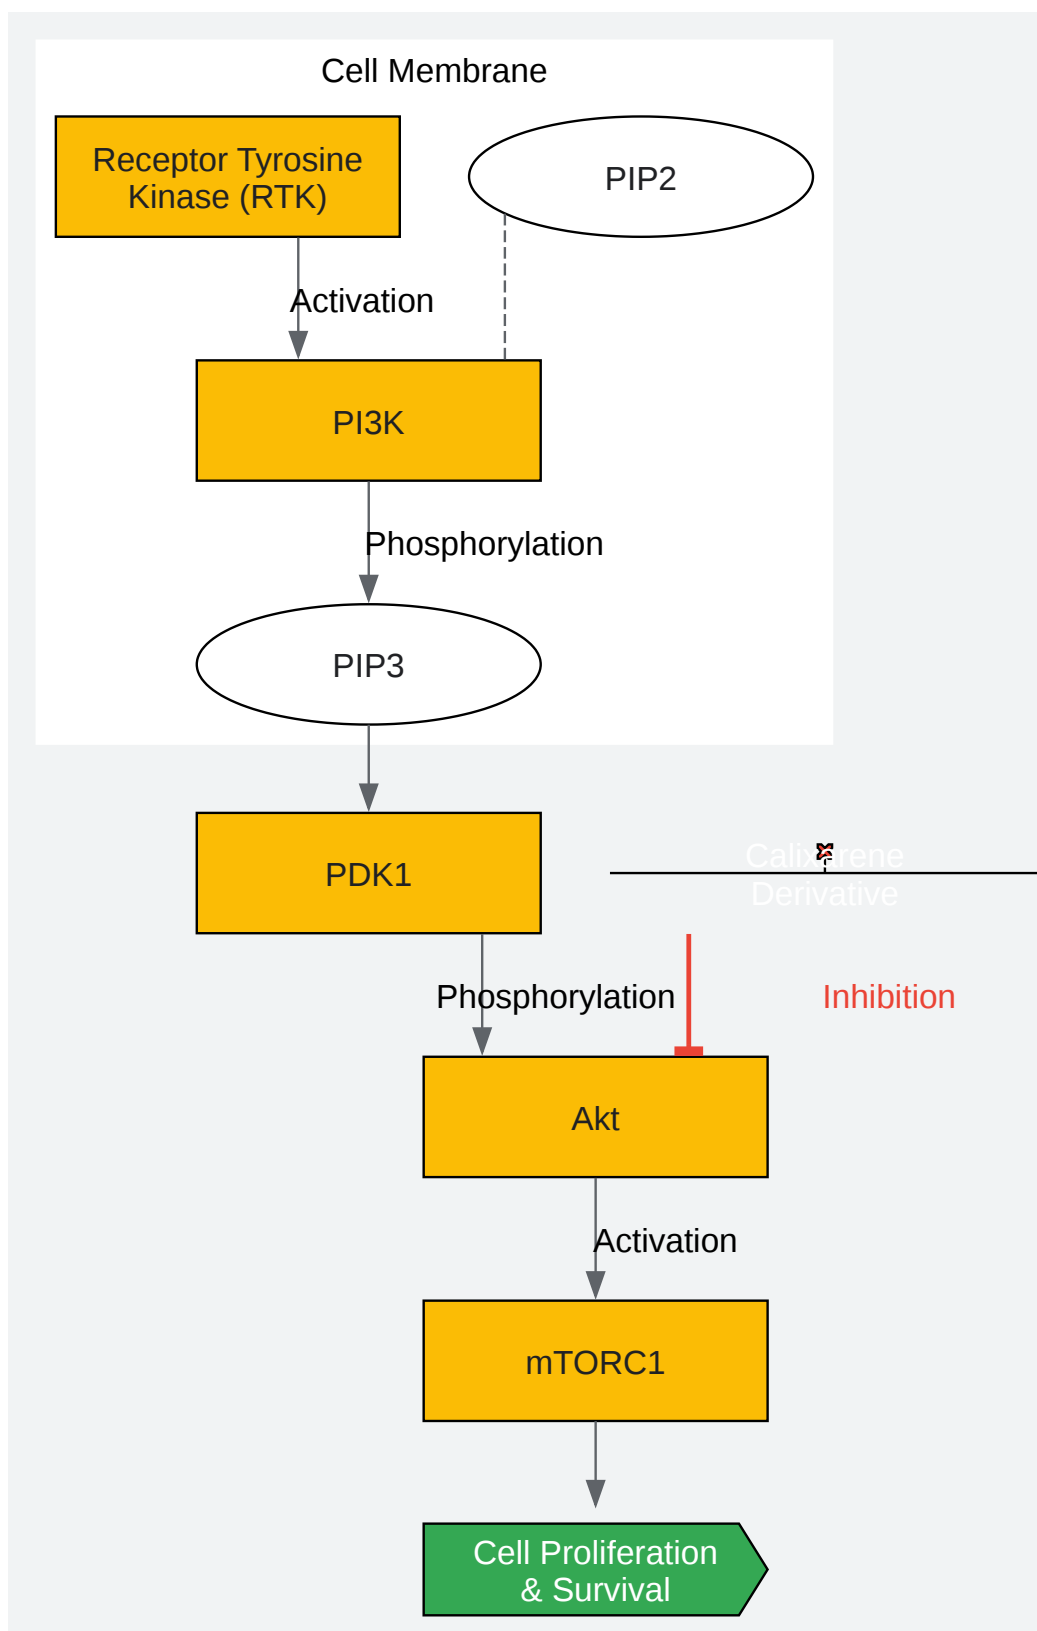 Cell Membrane
Receptor Tyrosine
Kinase (RTK)
PIP2
Activation
PI3K
Phosphorylation
PIP3
PDK1
Calixarene
Derivative
Phosphorylation
Inhibition
Akt
Activation
mTORC1
Cell Proliferation
& Survival